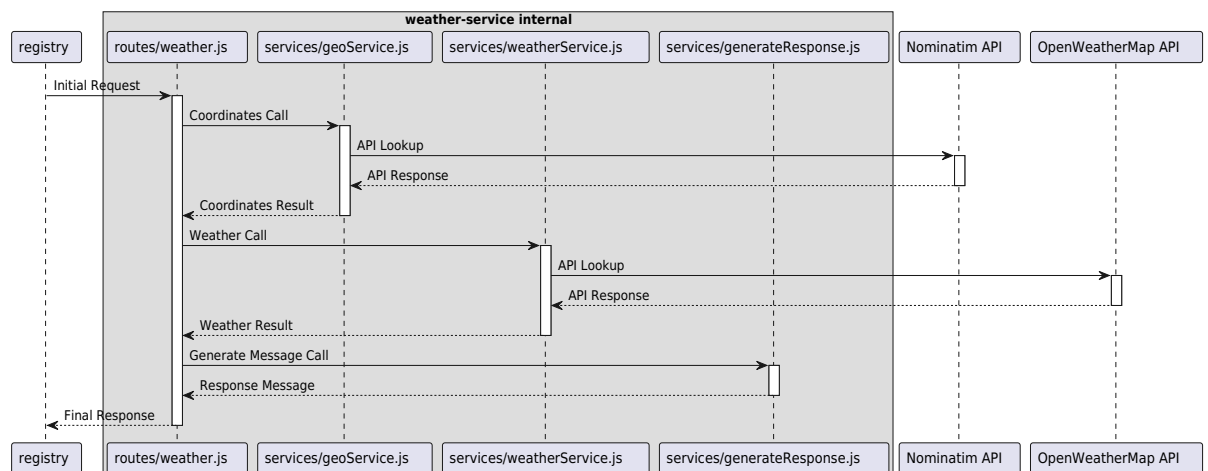 weather-service internal
registry
routes/weather.js
services/geoService.js
services/weatherService.js
services/generateResponse.js
Nominatim API
OpenWeatherMap API
Initial Request
Coordinates Call
API Lookup
API Response
Coordinates Result
Weather Call
API Lookup
API Response
Weather Result
Generate Message Call
Response Message
Final Response
registry
routes/weather.js
services/geoService.js
services/weatherService.js
services/generateResponse.js
Nominatim API
OpenWeatherMap API